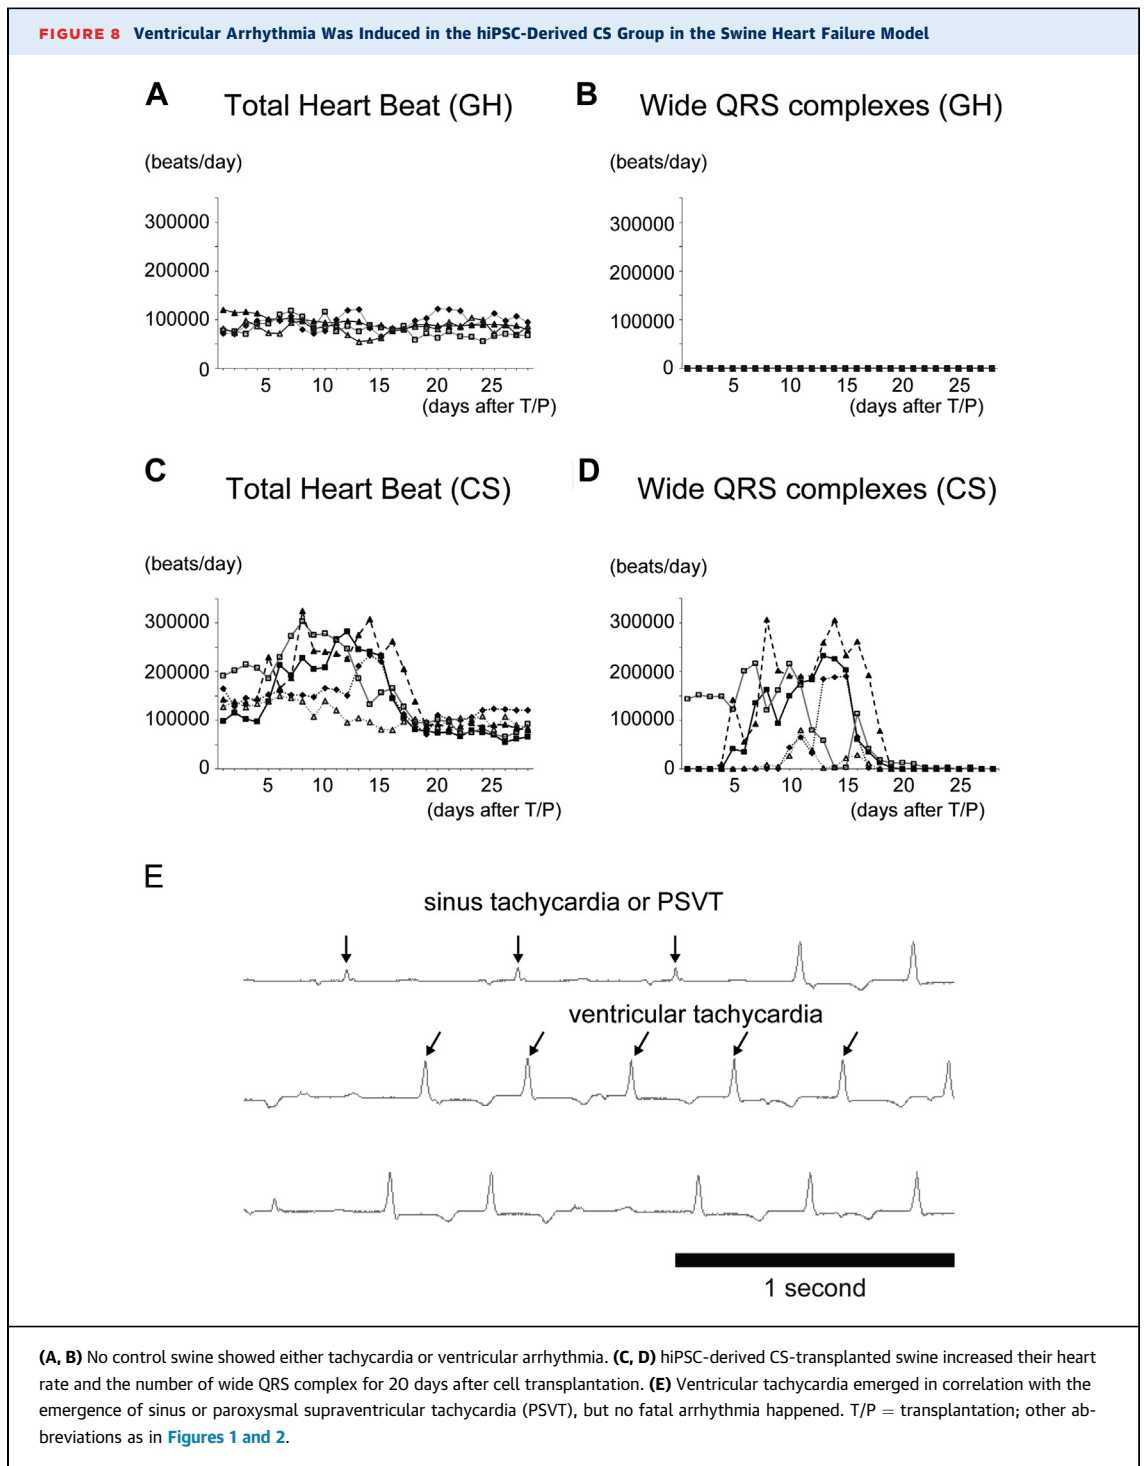 FIGURE 8 Ventricular Arrhythmia Was Induced in the hiPSC-Derived CS Group in the Swine Heart Failure Model
A
Total Heart Beat (GH)
(beats/day)
300000
200000
100000
0
5 10 15 20 25
(days after T/P)
B
Wide QRS complexes (GH)
(beats/day)
300000
200000
100000
0
5 10 15 20 25
(days after T/P)
C
Total Heart Beat (CS)
(beats/day)
300000
200000
100000
0
5 10 15 20 25
(days after T/P)
D
Wide QRS complexes (CS)
(beats/day)
300000
200000
100000
0
5 10 15 20 25
(days after T/P)
E
sinus tachycardia or PSVT
ventricular tachycardia
1 second
(A, B) No control swine showed either tachycardia or ventricular arrhythmia. (C, D) hiPSC-derived CS-transplanted swine increased their heart
rate and the number of wide QRS complex for 20 days after cell transplantation. (E) Ventricular tachycardia emerged in correlation with the
emergence of sinus or paroxysmal supraventricular tachycardia (PSVT), but no fatal arrhythmia happened. T/P = transplantation; other ab-
breviations as in Figures 1 and 2.